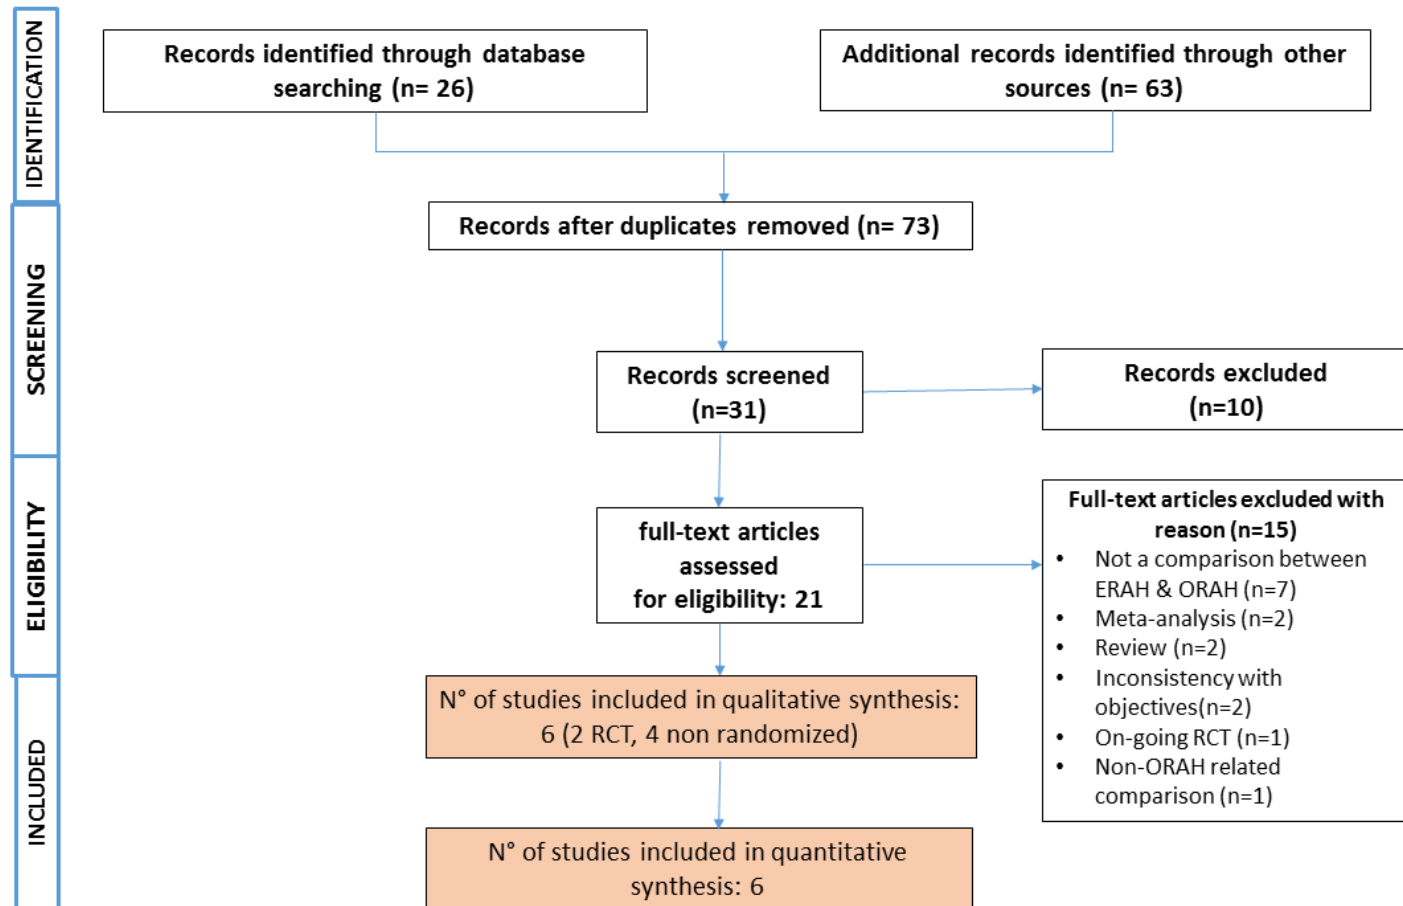 IDENTIFICATION
Records identified through database
searching (n= 26)
Additional records identified through other
sources (n= 63)
SCREENING
Records after duplicates removed (n= 73)
Records screened
(n=31)
Records excluded
(n=10)
ELIGIBILITY
full-text articles
assessed
for eligibility: 21
Full-text articles excluded with
reason (n=15)
• Not a comparison between
ERAH & ORAH (n=7)
• Meta-analysis (n=2)
• Review (n=2)
• Inconsistency with
objectives(n=2)
• On-going RCT (n=1)
• Non-ORAH related
comparison (n=1)
INCLUDED
N° of studies included in qualitative synthesis:
6 (2 RCT, 4 non randomized)
N° of studies included in quantitative
synthesis: 6